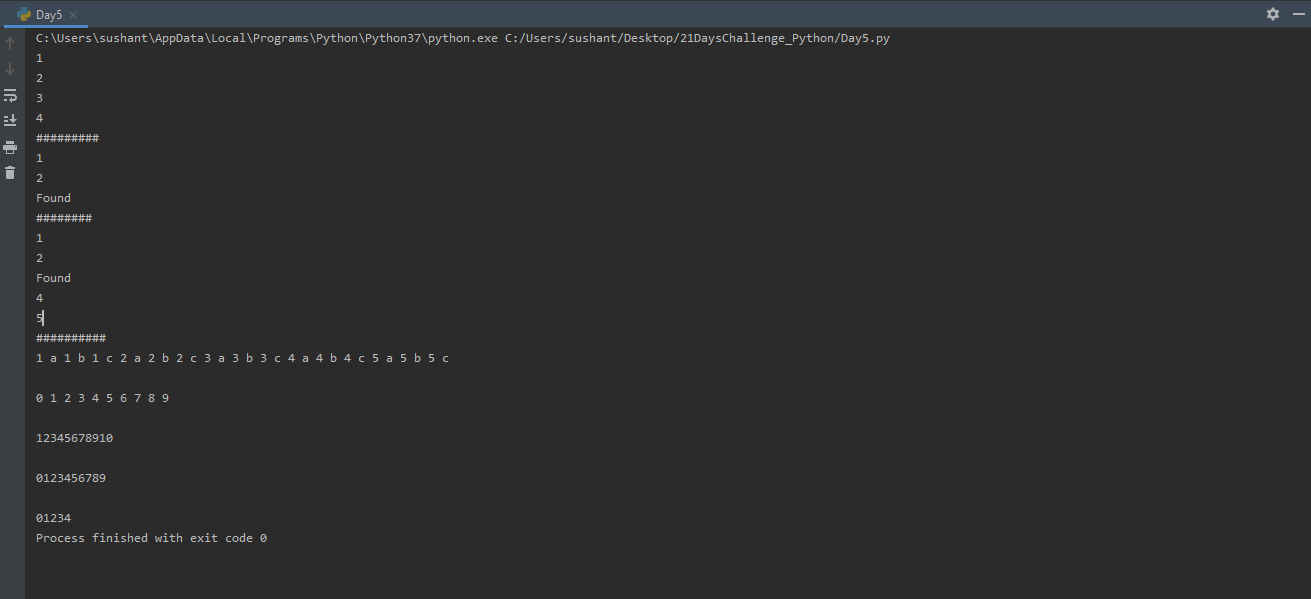 Day5
C:\Users\sushant\AppData\Local\Programs\Python\Python37\python.exe C:/Users/sushant/Desktop/21DaysChallenge_Python/Day5.py
1
2
3
4
#########
1
2
Found
########
1
2
Found
4
5
##########
1 a 1 b 1 c 2 a 2 b 2 c 3 a 3 b 3 c 4 a 4 b 4 c 5 a 5 b 5 c
0 1 2 3 4 5 6 7 8 9
12345678910
0123456789
01234
Process finished with exit code 0